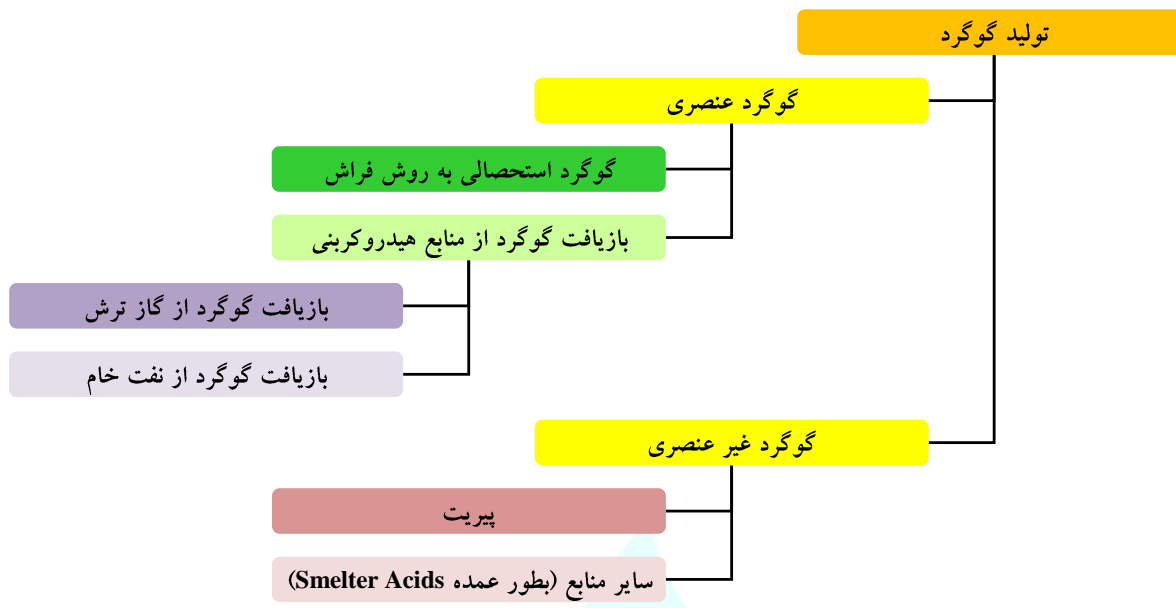 تولید گوگرد
گوگرد عنصری
گوگرد استحصالی به روش فراش
بازیافت گوگرد از منابع هیدروکربنی
بازیافت گوگرد از گاز ترش
بازیافت گوگرد از نفت خام
گوگرد غیر عنصری
پیریت
سایر منابع (بطور عمده Smelter Acids)